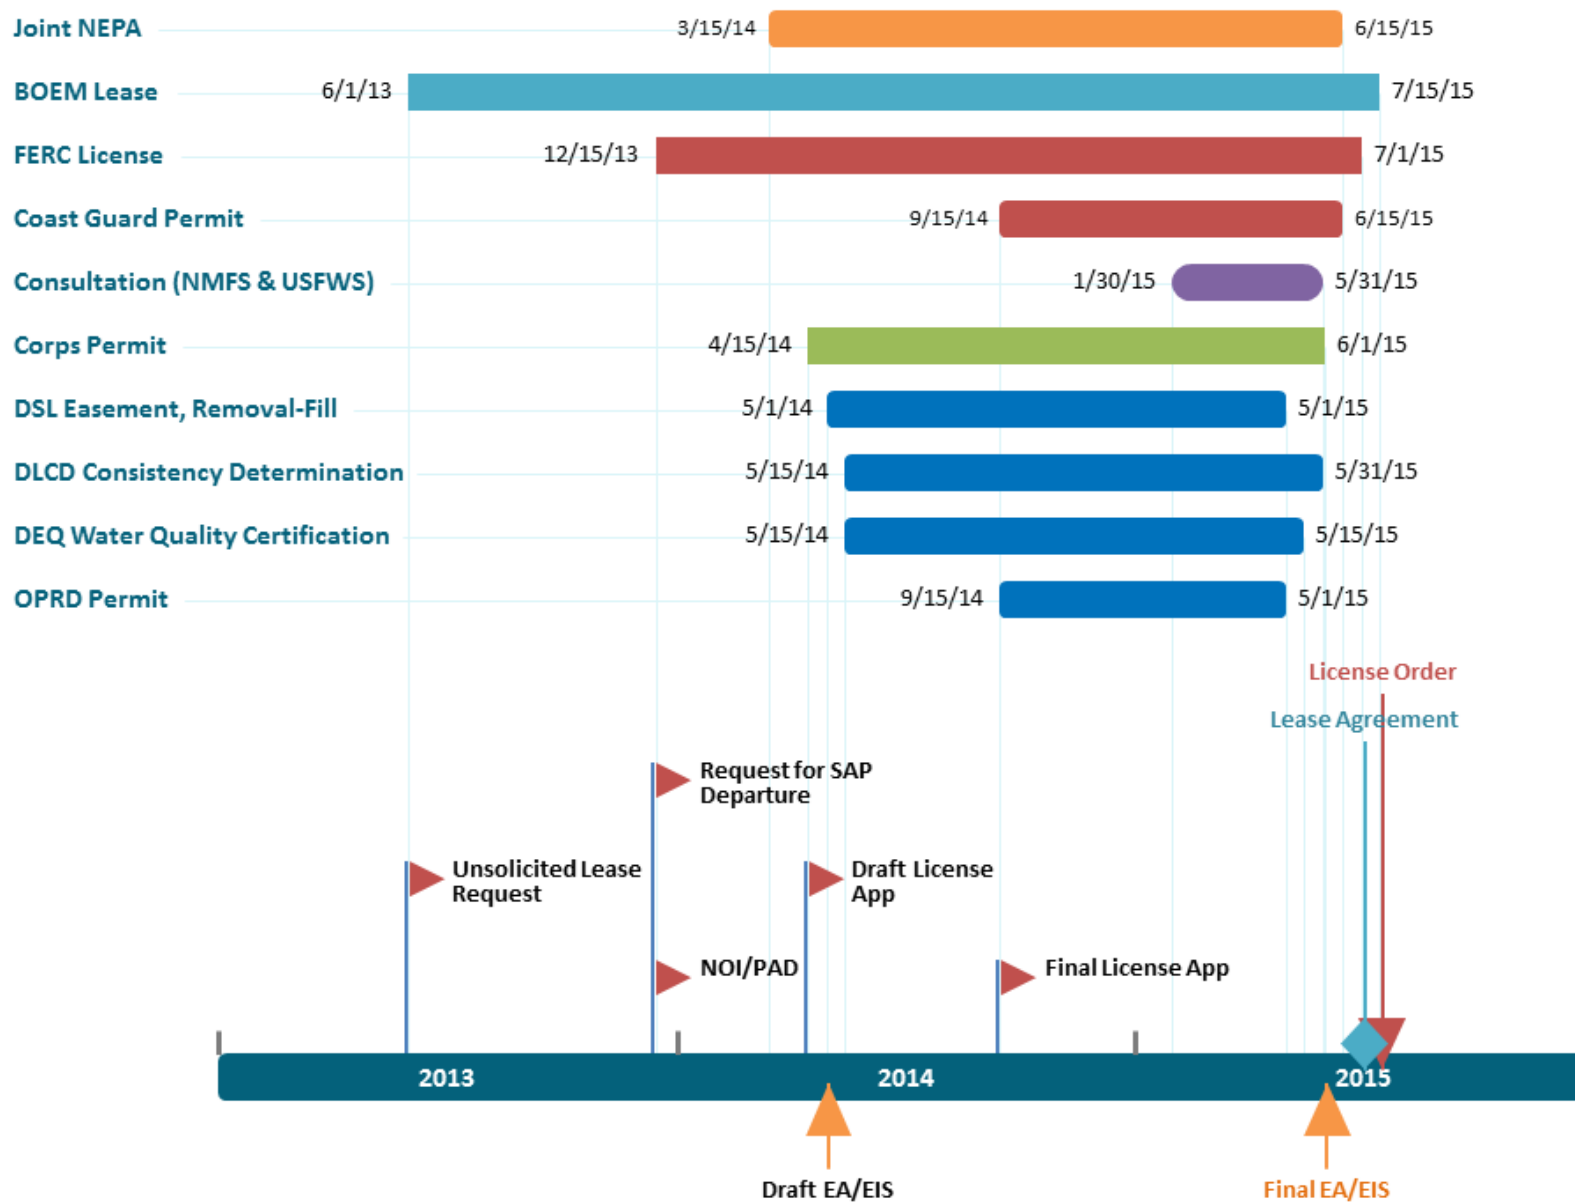 Joint NEPA 3/15/14 6/15/15
BOEM Lease 6/1/13 7/15/15
FERC License 12/15/13 7/1/15
Coast Guard Permit 9/15/14 6/15/15
Consultation (NMFS & USFWS) 1/30/15 5/31/15
Corps Permit 4/15/14 6/1/15
DSL Easement, Removal-Fill 5/1/14 5/1/15
DLCD Consistency Determination 5/15/14 5/31/15
DEQ Water Quality Certification 5/15/14 5/15/15
OPRD Permit 9/15/14 5/1/15
License Order
Lease Agreement
Request for SAP
Departure
Unsolicited Lease
Request
Draft License
App
NOI/PAD
Final License App
2013 2014 2015
Draft EA/EIS
Final EA/EIS